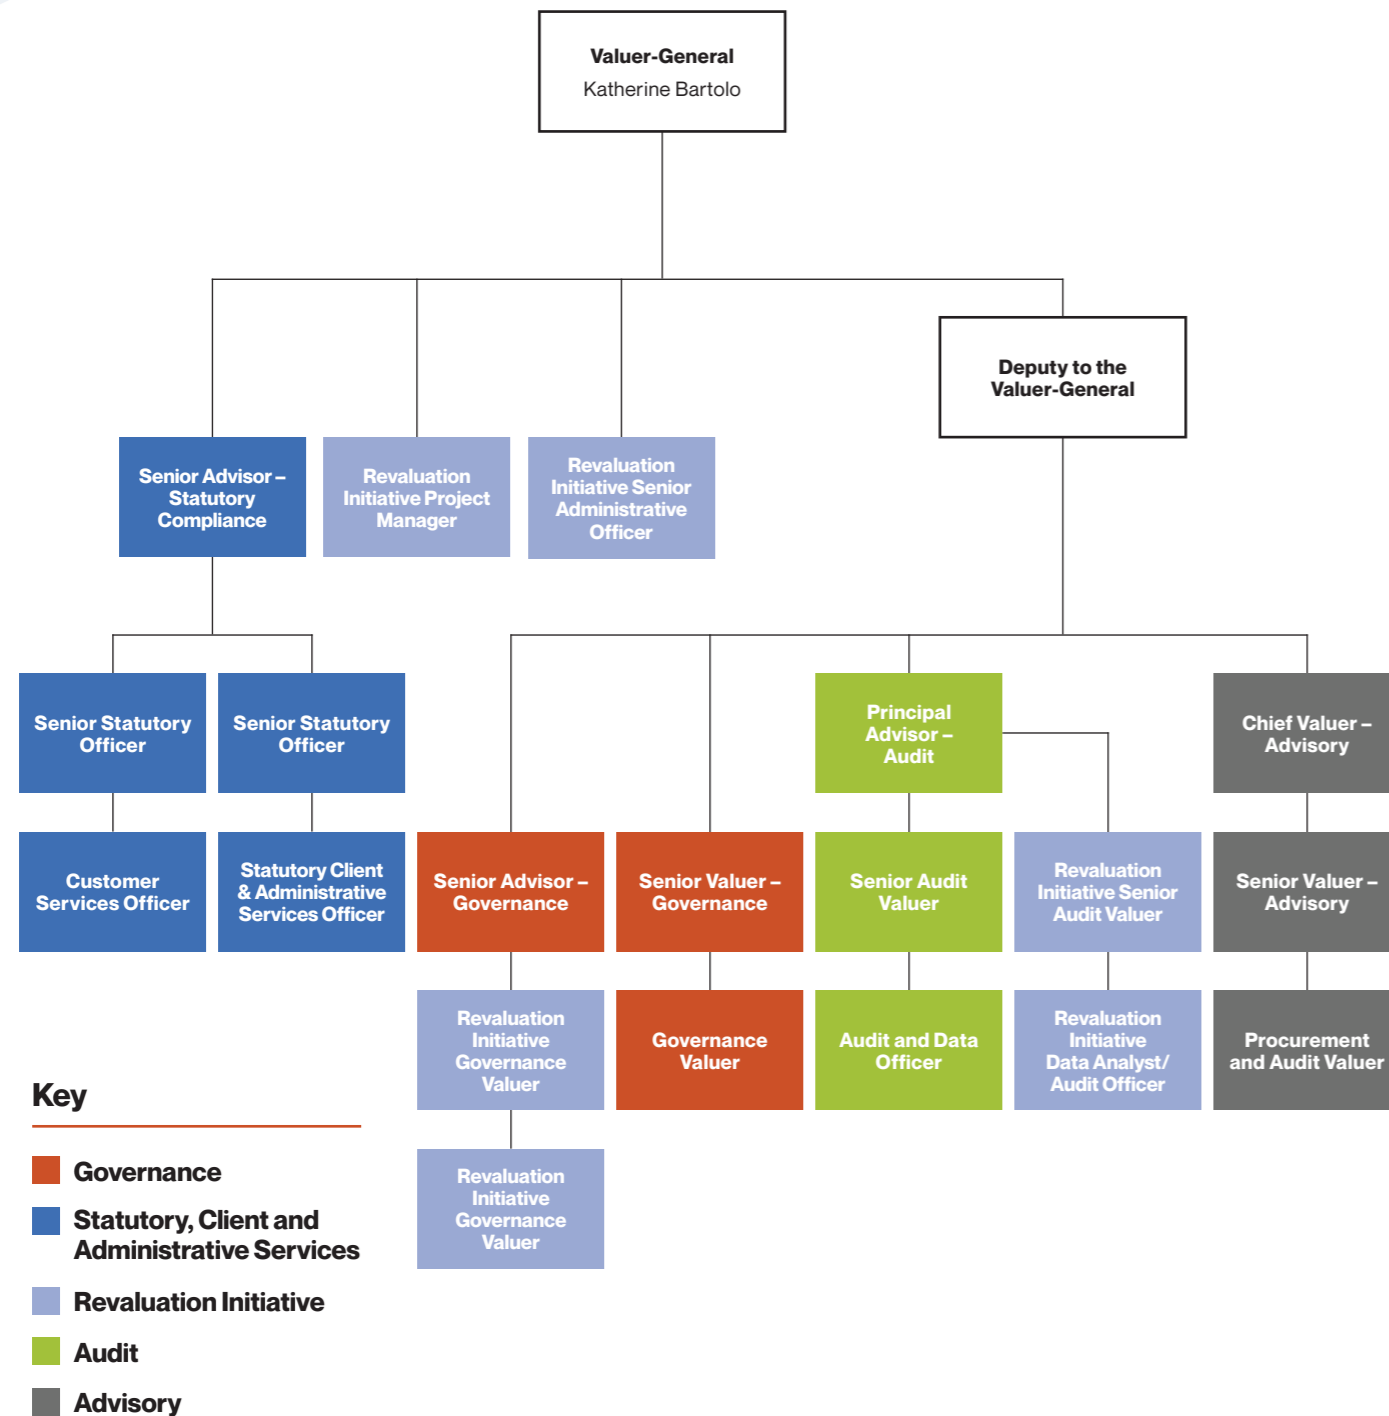 Valuer-General
Katherine Bartolo
Deputy to the
Valuer-General
Senior Advisor –
Statutory
Compliance
Revaluation
Initiative Project
Manager
Revaluation
Initiative Senior
Administrative
Officer
Senior Statutory
Officer
Senior Statutory
Officer
Principal
Advisor –
Audit
Chief Valuer –
Advisory
Customer
Services Officer
Statutory Client
& Administrative
Services Officer
Senior Advisor –
Governance
Senior Valuer –
Governance
Senior Audit
Valuer
Revaluation
Initiative Senior
Audit Valuer
Senior Valuer –
Advisory
Revaluation
Initiative
Governance
Valuer
Governance
Valuer
Audit and Data
Officer
Revaluation
Initiative
Data Analyst/
Audit Officer
Procurement
and Audit Valuer
Revaluation
Initiative
Governance
Valuer
Key
Governance
Statutory, Client and
Administrative Services
Revaluation Initiative
Audit
Advisory